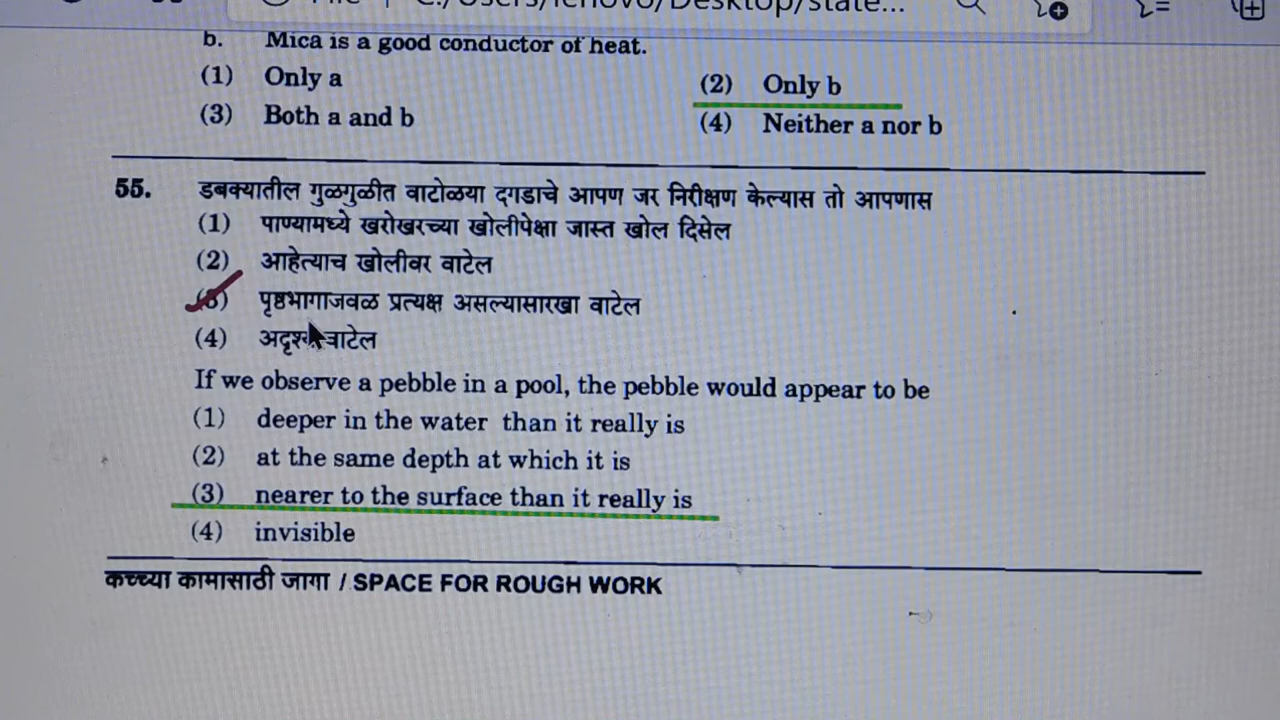 b. Mica is a good conductor of heat.
(1) Only a (2) Only b
(3) Both a and b (4) Neither a nor b
55. डबक्यातील गुळगुळीत वाटोळया दगडाचे आपण जर निरीक्षण केल्यास तो आपणास
(1) पाण्यामध्ये खरोखरच्या खोलीपेक्षा जास्त खोल दिसेल
(2) आहेत्याच खोलीवर वाटेल
(3) पृष्ठभागाजवळ प्रत्यक्ष असल्यासारखा वाटेल
(4) वाटेल
If we observe a pebble in a pool, the pebble would appear to be
(1) deeper in the water than it really is
(2) at the same depth at which it is
(3) nearer to the surface than it really is
(4) invisible
कच्च्या कामासाठी जागा / SPACE FOR ROUGH WORK